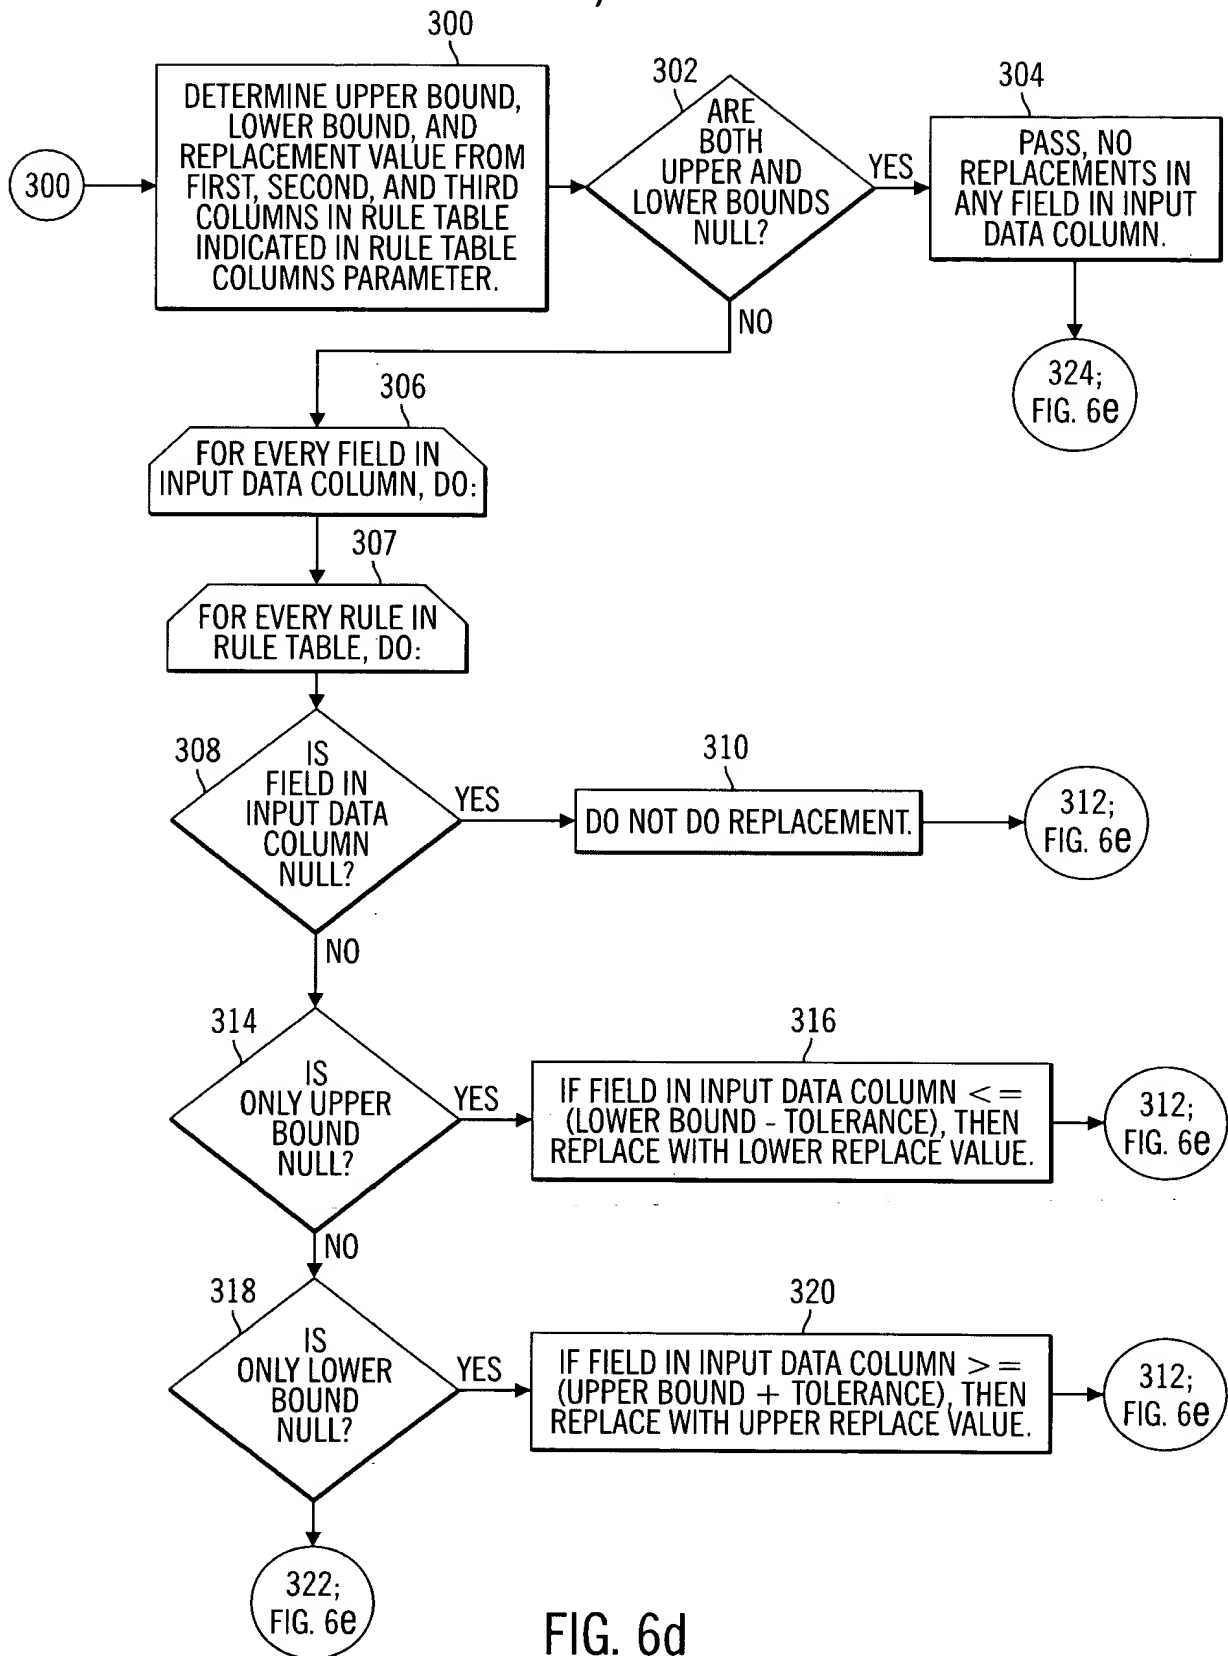 300
300
DETERMINE UPPER BOUND,
LOWER BOUND, AND
REPLACEMENT VALUE FROM
FIRST, SECOND, AND THIRD
COLUMNS IN RULE TABLE
INDICATED IN RULE TABLE
COLUMNS PARAMETER.
302
ARE
BOTH
UPPER AND
LOWER BOUNDS
NULL?
YES
NO
304
PASS, NO
REPLACEMENTS IN
ANY FIELD IN INPUT
DATA COLUMN.
324;
FIG. 6e
306
FOR EVERY FIELD IN
INPUT DATA COLUMN, DO:
307
FOR EVERY RULE IN
RULE TABLE, DO:
308
IS
FIELD IN
INPUT DATA
COLUMN
NULL?
YES
NO
310
DO NOT DO REPLACEMENT.
312;
FIG. 6e
314
IS
ONLY UPPER
BOUND
NULL?
YES
NO
316
IF FIELD IN INPUT DATA COLUMN < =
(LOWER BOUND - TOLERANCE), THEN
REPLACE WITH LOWER REPLACE VALUE.
312;
FIG. 6e
318
IS
ONLY LOWER
BOUND
NULL?
YES
320
IF FIELD IN INPUT DATA COLUMN > =
(UPPER BOUND + TOLERANCE), THEN
REPLACE WITH UPPER REPLACE VALUE.
312;
FIG. 6e
322;
FIG. 6e
FIG. 6d